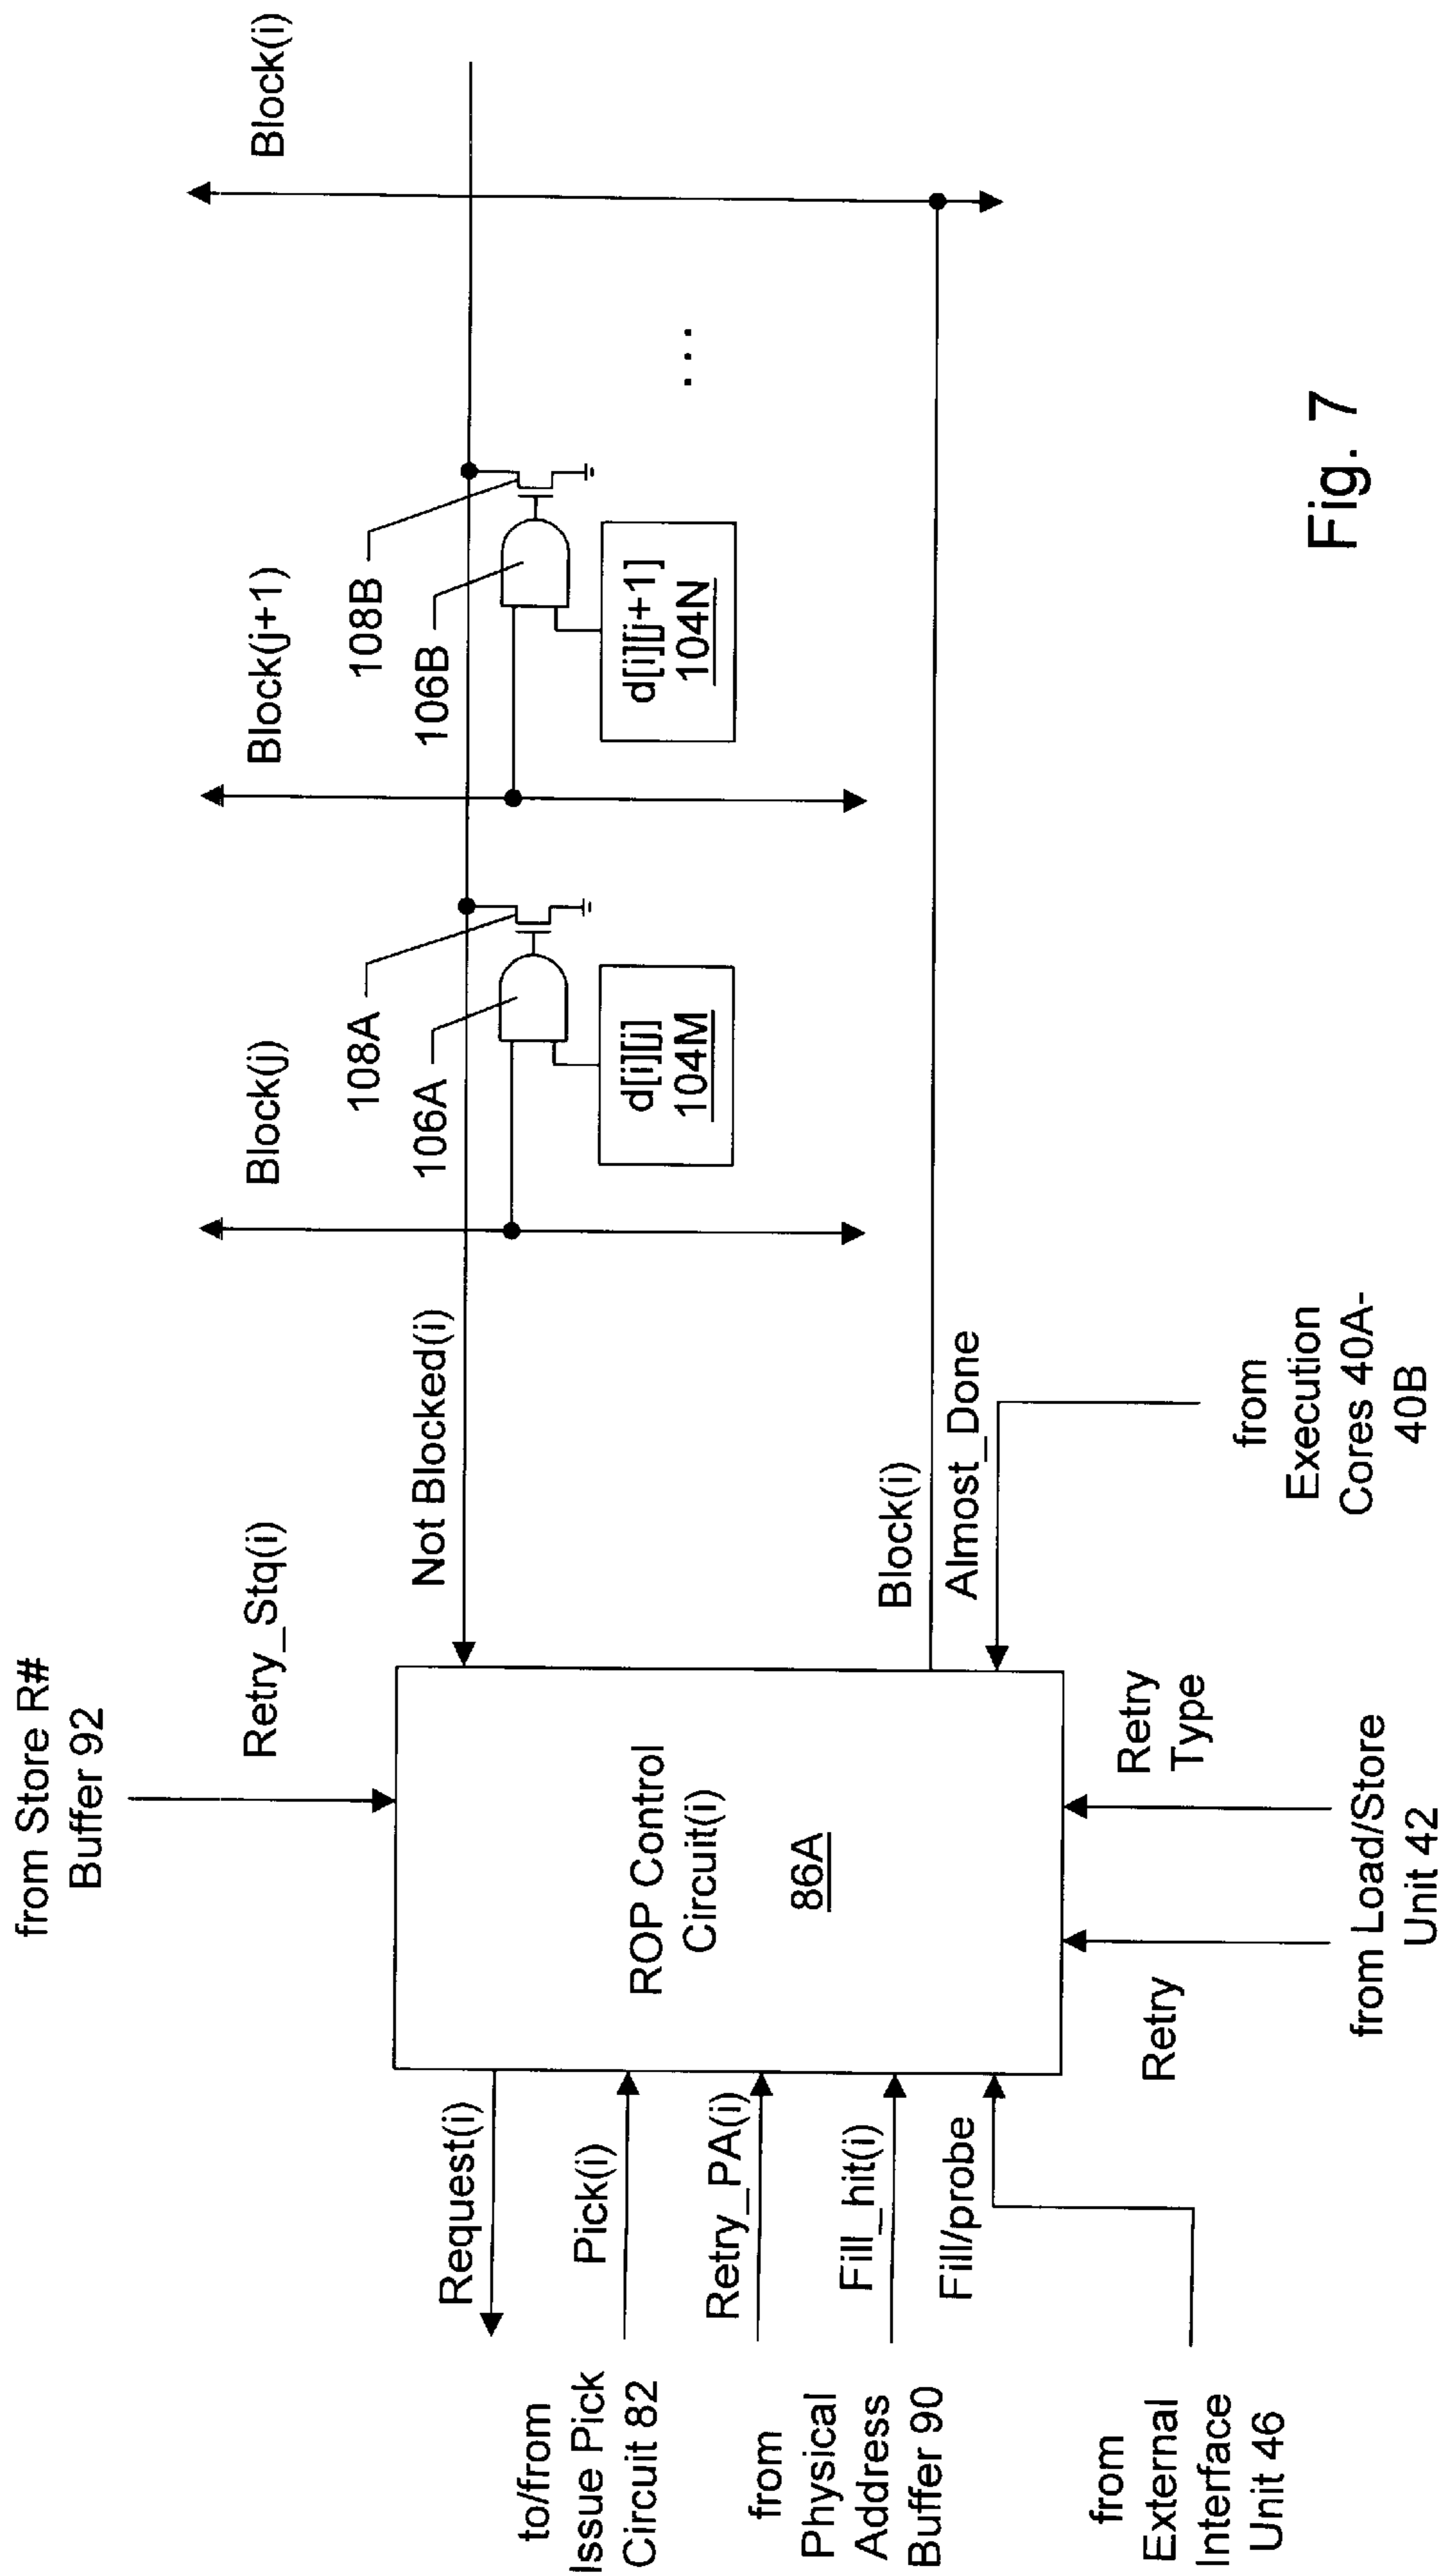 from Store R#
Buffer 92
Retry_Stq(i)
Not Blocked(i)
Block(j)
Block(j+1)
Block(i)
108A
106A
108B
106B
d[i][j]
104M
d[i][j+1]
104N
...
to/from
Issue Pick
Circuit 82
Request(i)
Pick(i)
from
Physical
Address
Buffer 90
Retry_PA(i)
Fill_hit(i)
from
External
Interface
Unit 46
Fill/probe
ROP Control
Circuit(i)
86A
Block(i)
Almost_Done
from
Execution
Cores 40A-
40B
Retry
Retry
Type
from Load/Store
Unit 42
Fig. 7